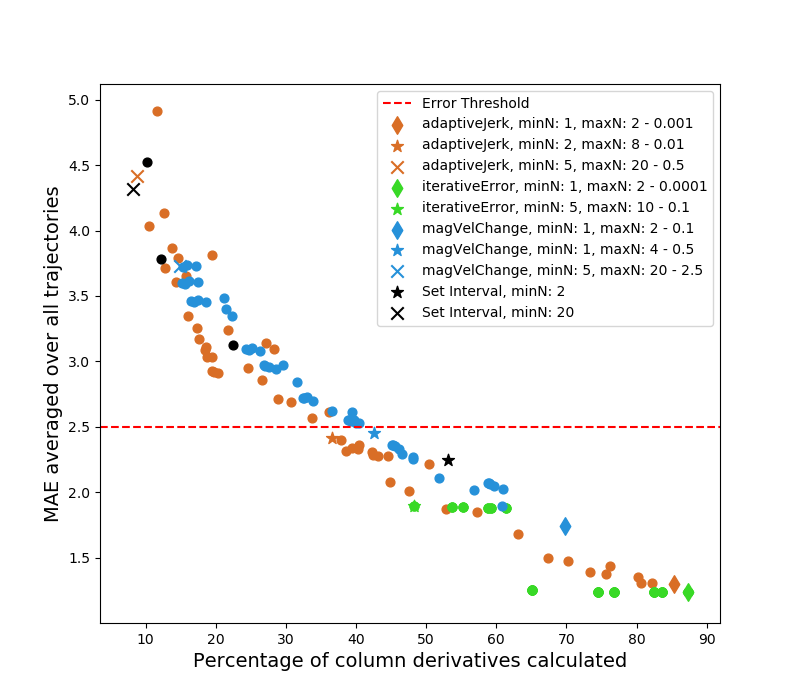 Error Threshold
adaptiveJerk, minN: 1, maxN: 2 - 0.001
adaptiveJerk, minN: 2, maxN: 8 - 0.01
adaptiveJerk, minN: 5, maxN: 20 - 0.5
iterativeError, minN: 1, maxN: 2 - 0.0001
iterativeError, minN: 5, maxN: 10 - 0.1
magVelChange, minN: 1, maxN: 2 - 0.1
magVelChange, minN: 1, maxN: 4 - 0.5
magVelChange, minN: 5, maxN: 20 - 2.5
Set Interval, minN: 2
Set Interval, minN: 20
MAE averaged over all trajectories
5.0
4.5
4.0
3.5
3.0
2.5
2.0
1.5
10 20 30 40 50 60 70 80 90
Percentage of column derivatives calculated